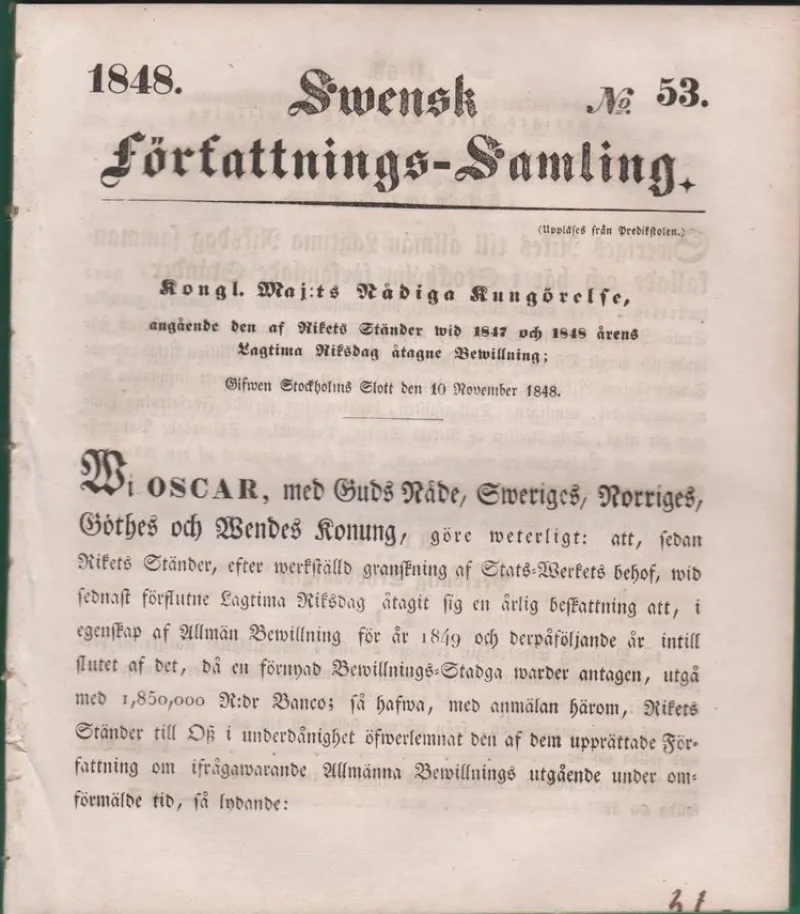 1848.
Swensk
№ 53.
Författnings-Samling.
(Uppläses från Predikstolen.)
Kongl. Maj:ts Nådiga Kungörelse,
angående den af Rikets Ständer wid 1847 och 1848 årens
Lagtima Riksdag åtagne Bewillning;
Gifwen Stockholms Slott den 10 November 1848.
Wi OSCAR, med Guds Nåde, Sweriges, Norriges,
Göthes och Wendes Konung, göre weterligt: att, sedan
Rikets Ständer, efter werkställd granskning af Stats-Werkets behof, wid
sednast förflutne Lagtima Riksdag åtagit sig en årlig beskattning att, i
egenskap af Allmän Bewillning för år 1849 och derpåföljande år intill
slutet af det, då en förnyad Bewillnings-Stadga warder antagen, utgå
med 1,850,000 R:dr Banco; så hafwa, med anmälan härom, Rikets
Ständer till Oß i underdånighet öfwerlemnat den af dem upprättade För-
fattning om ifrågawarande Allmänna Bewillnings utgående under om-
förmälde tid, så lydande: